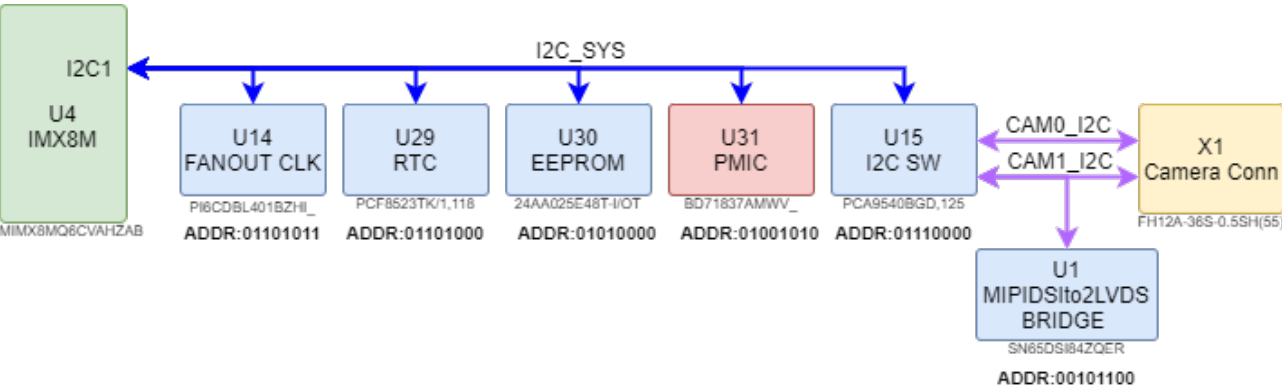 I2C_SYS
I2C1
U4
IMX8M
MIMX8MQ6CVAHZAB
U14
FANOUT CLK
PI6CDBL401BZHI_
ADDR:01101011
U29
RTC
PCF8523TK/1,118
ADDR:01101000
U30
EEPROM
24AA025E48T-I/OT
ADDR:01010000
U31
PMIC
BD71837AMWV_
ADDR:01001010
U15
I2C SW
PCA9540BGD,125
ADDR:01110000
CAM0_I2C
CAM1_I2C
X1
Camera Conn
FH12A-36S-0.5SH(55)
U1
MIPIDSIto2LVDS
BRIDGE
SN65DSI84ZQER
ADDR:00101100